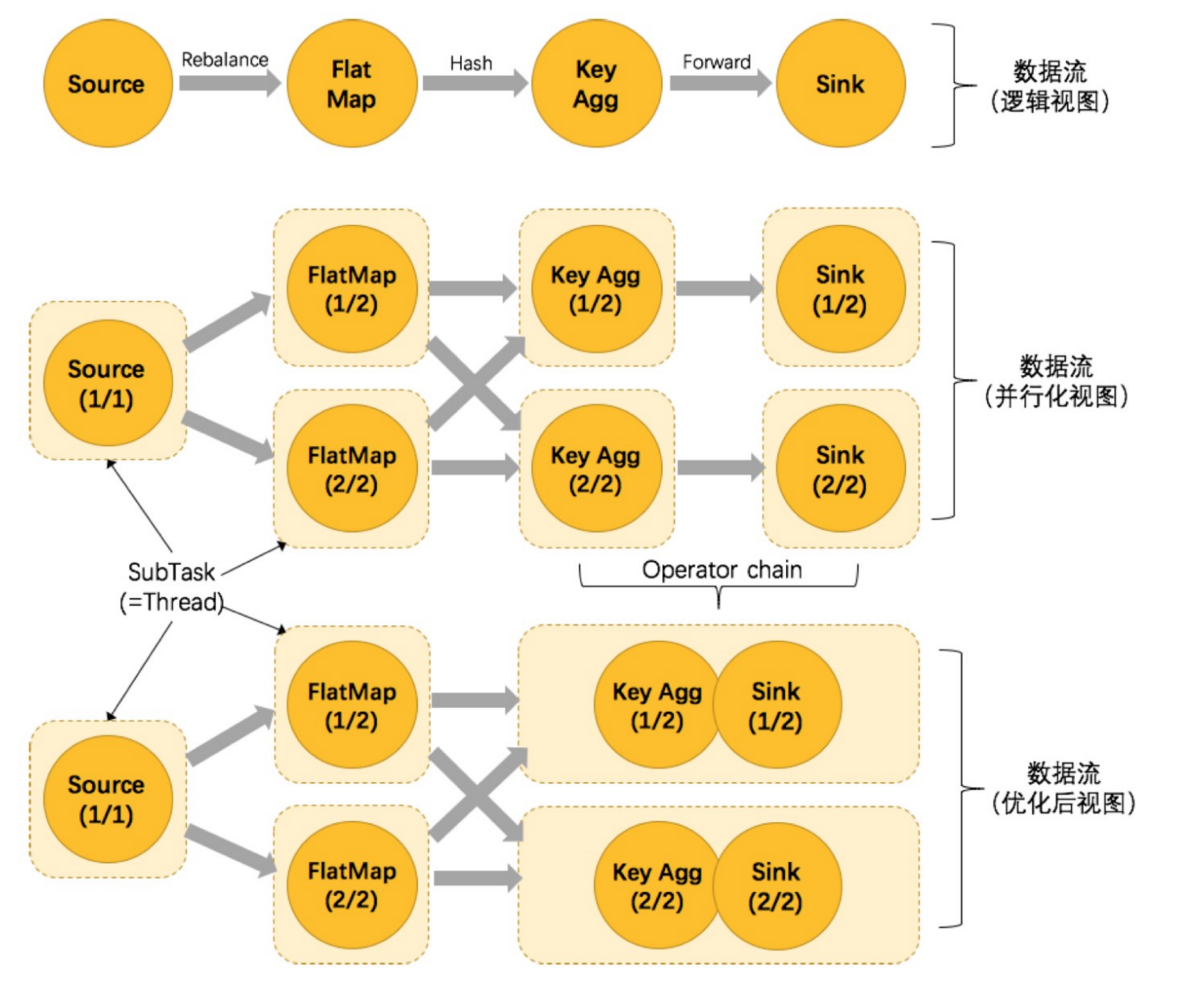 Source
Rebalance
Flat
Map
Hash
Key
Agg
Forward
Sink
数据流
(逻辑视图)
Source
(1/1)
FlatMap
(1/2)
Key Agg
(1/2)
Sink
(1/2)
FlatMap
(2/2)
Key Agg
(2/2)
Sink
(2/2)
数据流
(并行化视图)
SubTask
(=Thread)
Operator chain
Source
(1/1)
FlatMap
(1/2)
Key Agg
(1/2)
Sink
(1/2)
FlatMap
(2/2)
Key Agg
(2/2)
Sink
(2/2)
数据流
(优化后视图)